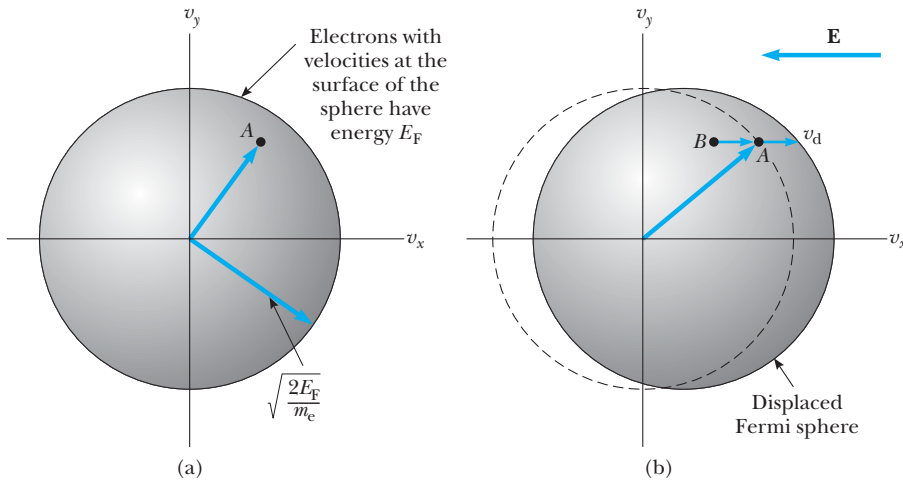 v_y
Electrons with
velocities at the
surface of the
sphere have
energy E_F
A
v_x
√(2E_F/m_e)
(a)
v_y
E
B
A
v_d
v_x
Displaced
Fermi sphere
(b)